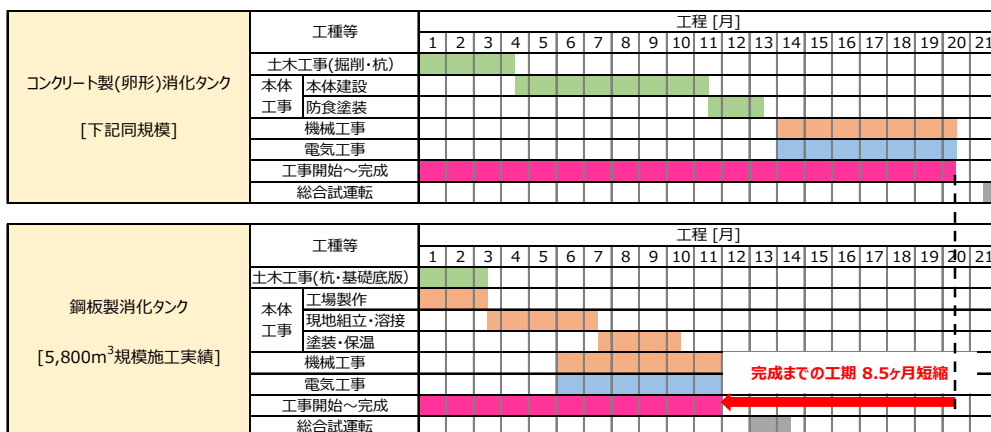 コンクリート製(卵形)消化タンク
[下記同規模]
工種等
工程 [月]
1 2 3 4 5 6 7 8 9 10 11 12 13 14 15 16 17 18 19 20 21
土木工事(掘削・杭)
本体工事
本体建設
防食塗装
機械工事
電気工事
工事開始～完成
総合試運転
鋼板製消化タンク
[5,800m³規模施工実績]
工種等
工程 [月]
1 2 3 4 5 6 7 8 9 10 11 12 13 14 15 16 17 18 19 20 21
土木工事(杭・基礎底版)
本体工事
工場製作
現地組立・溶接
塗装・保温
機械工事
電気工事
完成までの工期 8.5ヶ月短縮
工事開始～完成
総合試運転